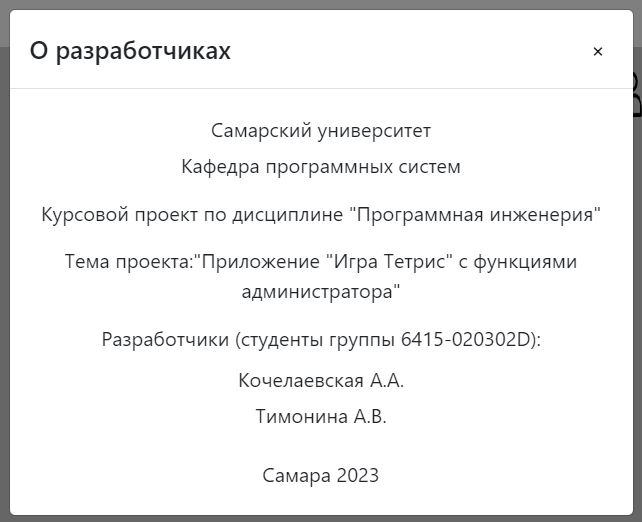 О разработчиках
Самарский университет
Кафедра программных систем
Курсовой проект по дисциплине "Программная инженерия"
Тема проекта:"Приложение "Игра Тетрис" с функциями
администратора"
Разработчики (студенты группы 6415-020302D):
Кочелаевская А.А.
Тимонина А.В.
Самара 2023